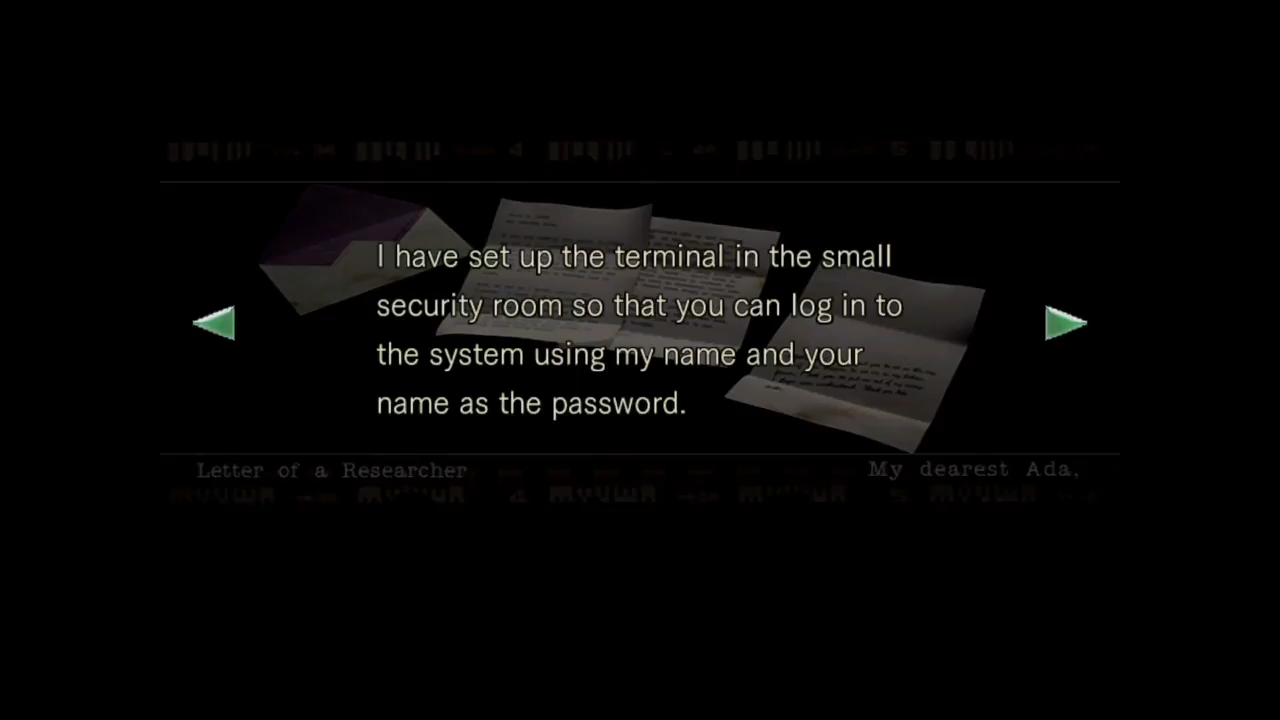 I have set up the terminal in the small
security room so that you can log in to
the system using my name and your
name as the password.
Letter of a Researcher
My dearest Ada,